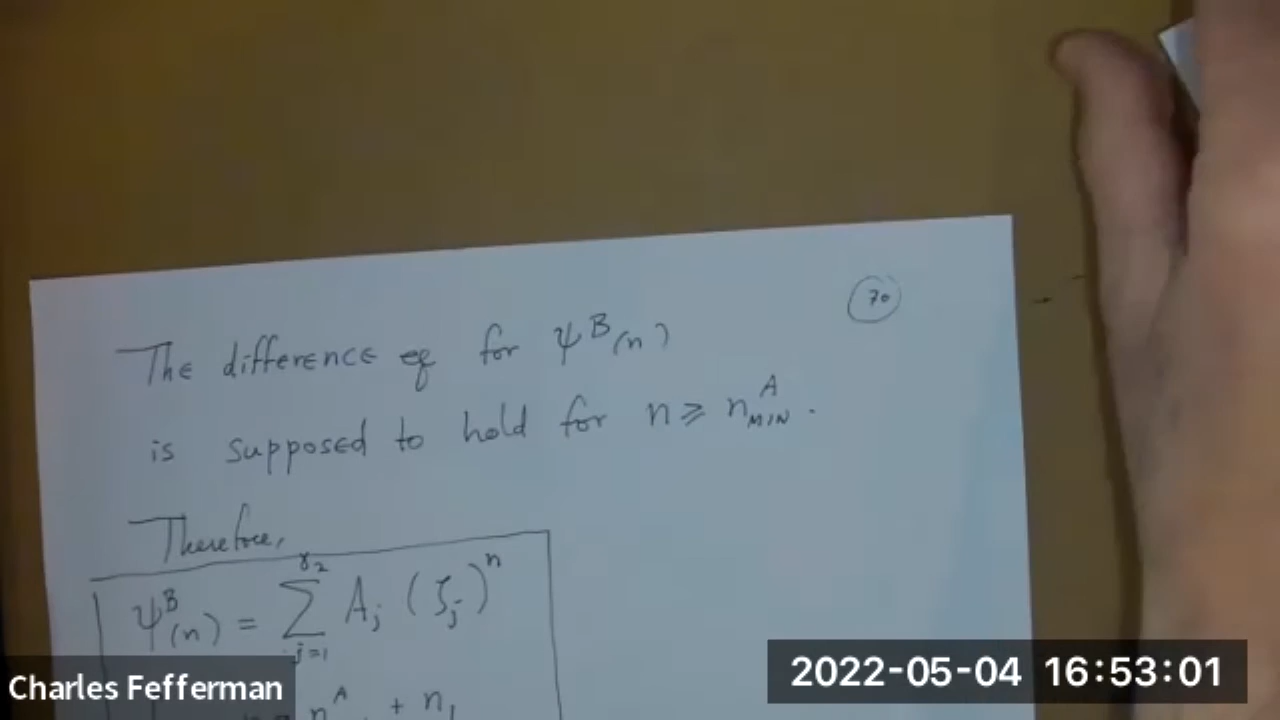 70
The difference eq for ψ^B(n)
is supposed to hold for n ≥ n^A_MIN.
Therefore,
ψ^B(n) = Σ_{j=1}^{γ_2} A_j (ζ_j)^n
n^A + n_1
Charles Fefferman
2022-05-04 16:53:01